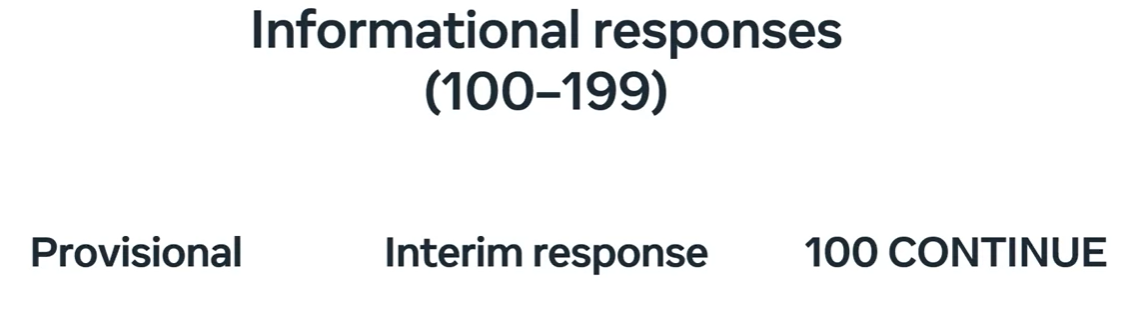 Informational responses
(100–199)
Provisional
Interim response
100 CONTINUE